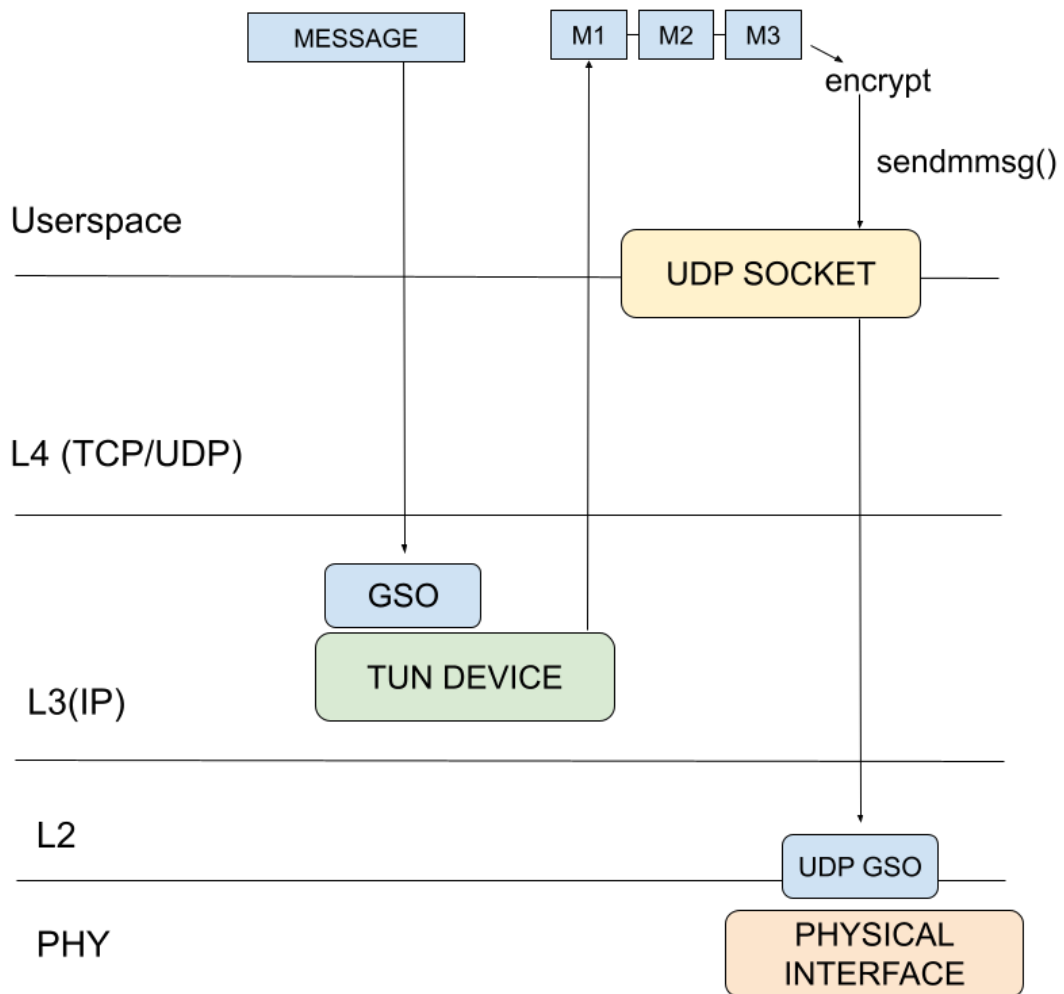 MESSAGE
M1
M2
M3
encrypt
sendmmsg()
Userspace
UDP SOCKET
L4 (TCP/UDP)
GSO
TUN DEVICE
L3(IP)
L2
UDP GSO
PHY
PHYSICAL
INTERFACE